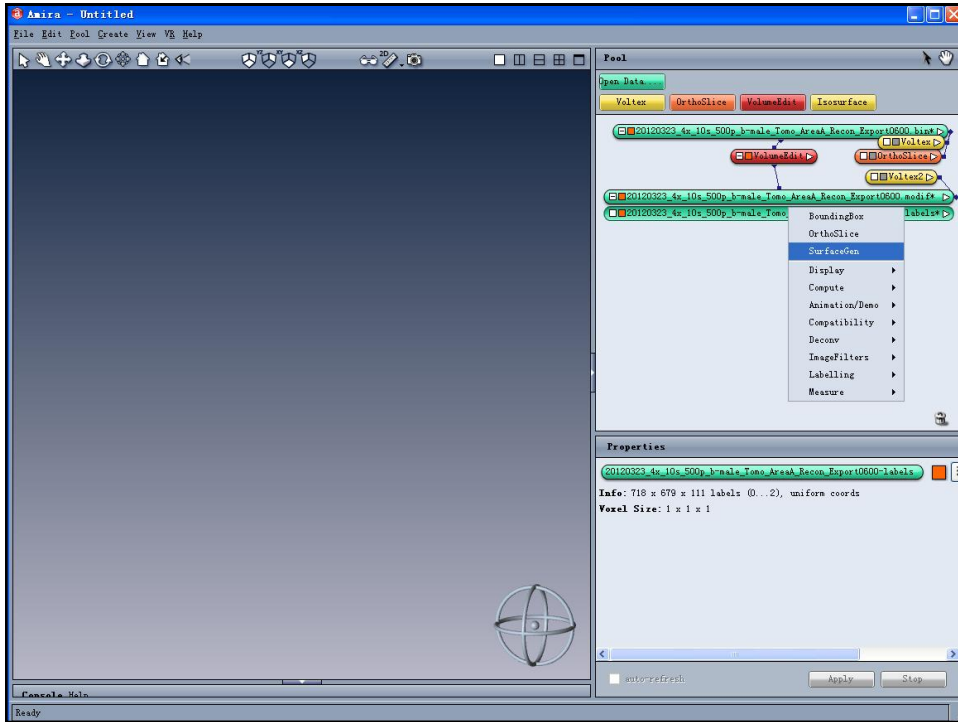 Amira - Untitled
File Edit Pool Create View VR Help
2D
Pool
Open Data...
Voltex OrthoSlice VolumeEdit Isosurface
20120323_4x_10s_500p_b-male_Tomo_AreaA_Recon_Export0600.bin*
Voltex
VolumeEdit OrthoSlice
Voltex2
20120323_4x_10s_500p_b-male_Tomo_AreaA_Recon_Export0600.modif*
20120323_4x_10s_500p_b-male_Tomo labels*
BoundingBox
OrthoSlice
SurfaceGen
Display
Compute
Animation/Demo
Compatibility
Deconv
ImageFilters
Labelling
Measure
Properties
20120323_4x_10s_500p_b-male_Tomo_AreaA_Recon_Export0600-labels
Info: 718 x 679 x 111 labels (0...2), uniform coords
Voxel Size: 1 x 1 x 1
auto-refresh Apply Stop
Console Help
Ready